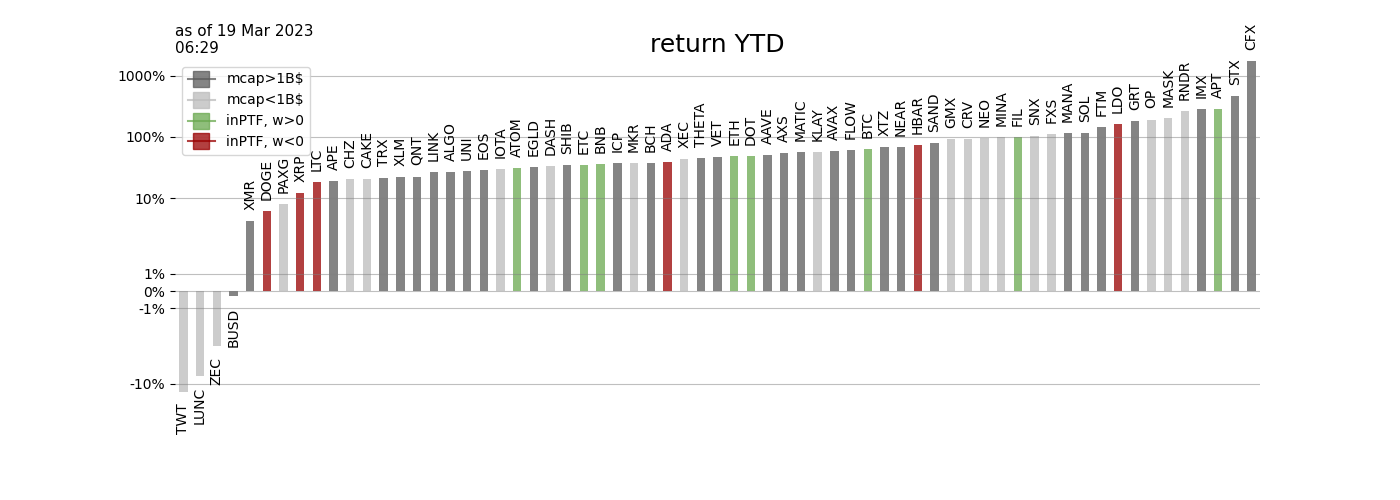 as of 19 Mar 2023
06:29
return YTD
mcap>1B$
mcap<1B$
inPTF, w>0
inPTF, w<0
1000%
100%
10%
1%
0%
-1%
-10%
TWT
LUNC
ZEC
BUSD
XMR
DOGE
PAXG
XRP
LTC
APE
CHZ
CAKE
TRX
XLM
QNT
LINK
ALGO
UNI
EOS
IOTA
ATOM
EGLD
DASH
SHIB
ETC
BNB
ICP
MKR
BCH
ADA
XEC
THETA
VET
ETH
DOT
AAVE
AXS
MATIC
KLAY
AVAX
FLOW
BTC
XTZ
NEAR
HBAR
SAND
GMX
CRV
NEO
MINA
FIL
SNX
FXS
MANA
SOL
FTM
LDO
GRT
OP
MASK
RNDR
IMX
APT
STX
CFX